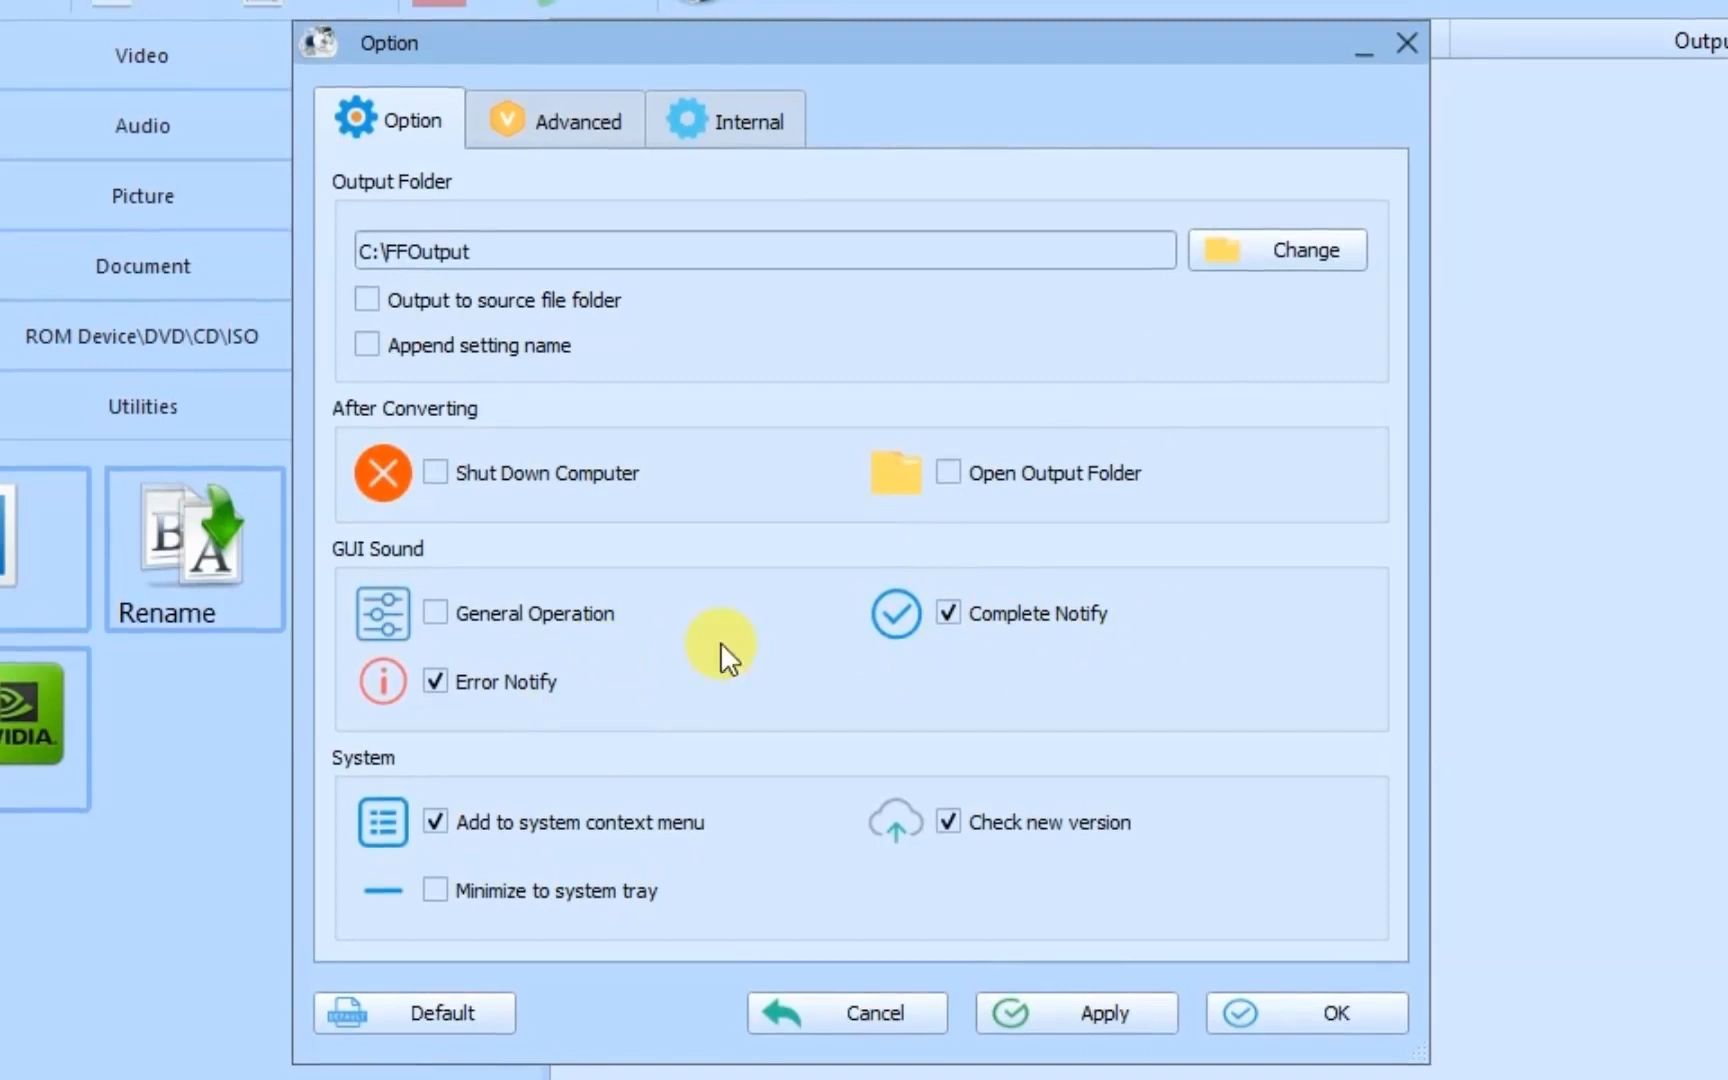 Option
Outpu
Video
Audio
Picture
Document
ROM Device\DVD\CD\ISO
Utilities
Rename
VIDIA.
Option
Advanced
Internal
Output Folder
C:\FFOutput
Change
Output to source file folder
Append setting name
After Converting
Shut Down Computer
Open Output Folder
GUI Sound
General Operation
Complete Notify
Error Notify
System
Add to system context menu
Check new version
Minimize to system tray
DEFAULT
Default
Cancel
Apply
OK